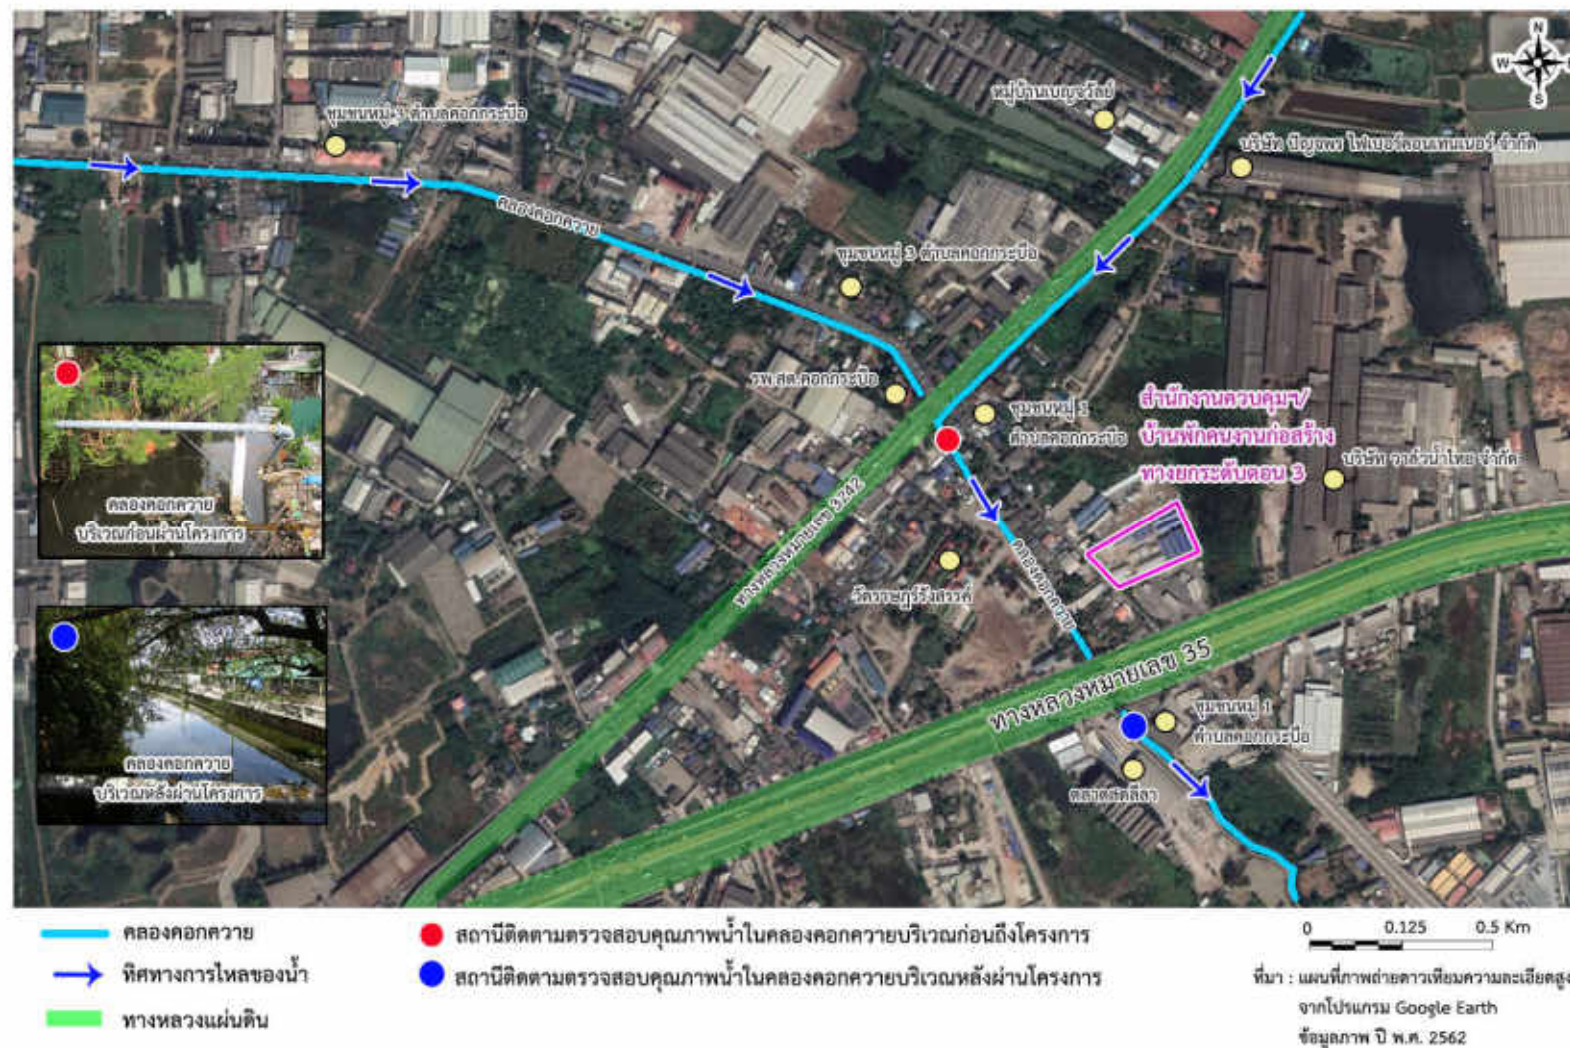 N
W
S
หมู่บ้านเบญจวัลย์
ชุมชนหมู่ 3 ตำบลคอกกระบือ
บริษัท ปัญจพร ไฟเบอร์คอนเทนเนอร์ จำกัด
คลองคอกควาย
ชุมชนหมู่ 3 ตำบลคอกกระบือ
รพ.สต.คอกกระบือ
ชุมชนหมู่ 1
ตำบลคอกกระบือ
สำนักงานควบคุมฯ/
บ้านพักคนงานก่อสร้าง
ทางยกระดับตอน 3
บริษัท วาล์วน้ำไทย จำกัด
ทางหลวงหมายเลข 3242
คลองคอกควาย
วัดราษฎร์รังสรรค์
คลองคอกควาย
บริเวณก่อนผ่านโครงการ
ทางหลวงหมายเลข 35
ชุมชนหมู่ 1
ตำบลคอกกระบือ
คลองคอกควาย
บริเวณหลังผ่านโครงการ
คลองคอกควาย
สถานีติดตามตรวจสอบคุณภาพน้ำในคลองคอกควายบริเวณก่อนถึงโครงการ
0 0.125 0.5 Km
ทิศทางการไหลของน้ำ
สถานีติดตามตรวจสอบคุณภาพน้ำในคลองคอกควายบริเวณหลังผ่านโครงการ
ที่มา : แผนที่ภาพถ่ายดาวเทียมความละเอียดสูง
จากโปรแกรม Google Earth
ข้อมูลภาพ ปี พ.ศ. 2562
ทางหลวงแผ่นดิน